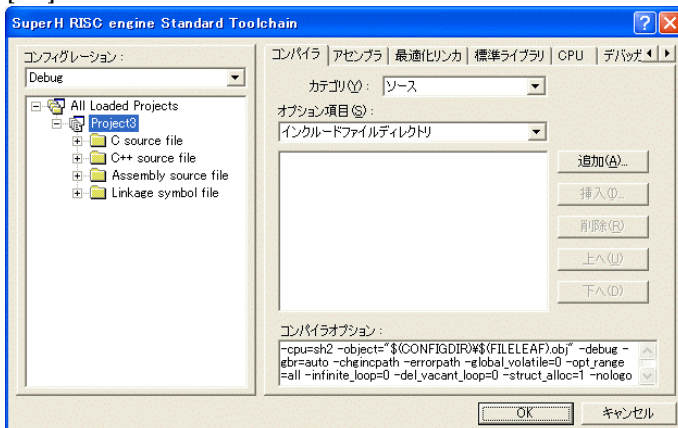 SuperH RISC engine Standard Toolchain
コンフィグレーション :
Debug
All Loaded Projects
Project3
C source file
C++ source file
Assembly source file
Linkage symbol file
コンパイラ アセンブラ 最適化リンカ 標準ライブラリ CPU デバッガ
カテゴリ(Y) : ソース
オプション項目(S) :
インクルードファイルディレクトリ
追加(A)...
挿入(I)...
削除(R)
上へ(U)
下へ(D)
コンパイラオプション :
-cpu=sh2 -object="$(CONFIGDIR)¥$(FILELEAF).obj" -debug -
gbr=auto -chgincpath -errorpath -global_volatile=0 -opt_range
=all -infinite_loop=0 -del_vacant_loop=0 -struct_alloc=1 -nologo
OK キャンセル